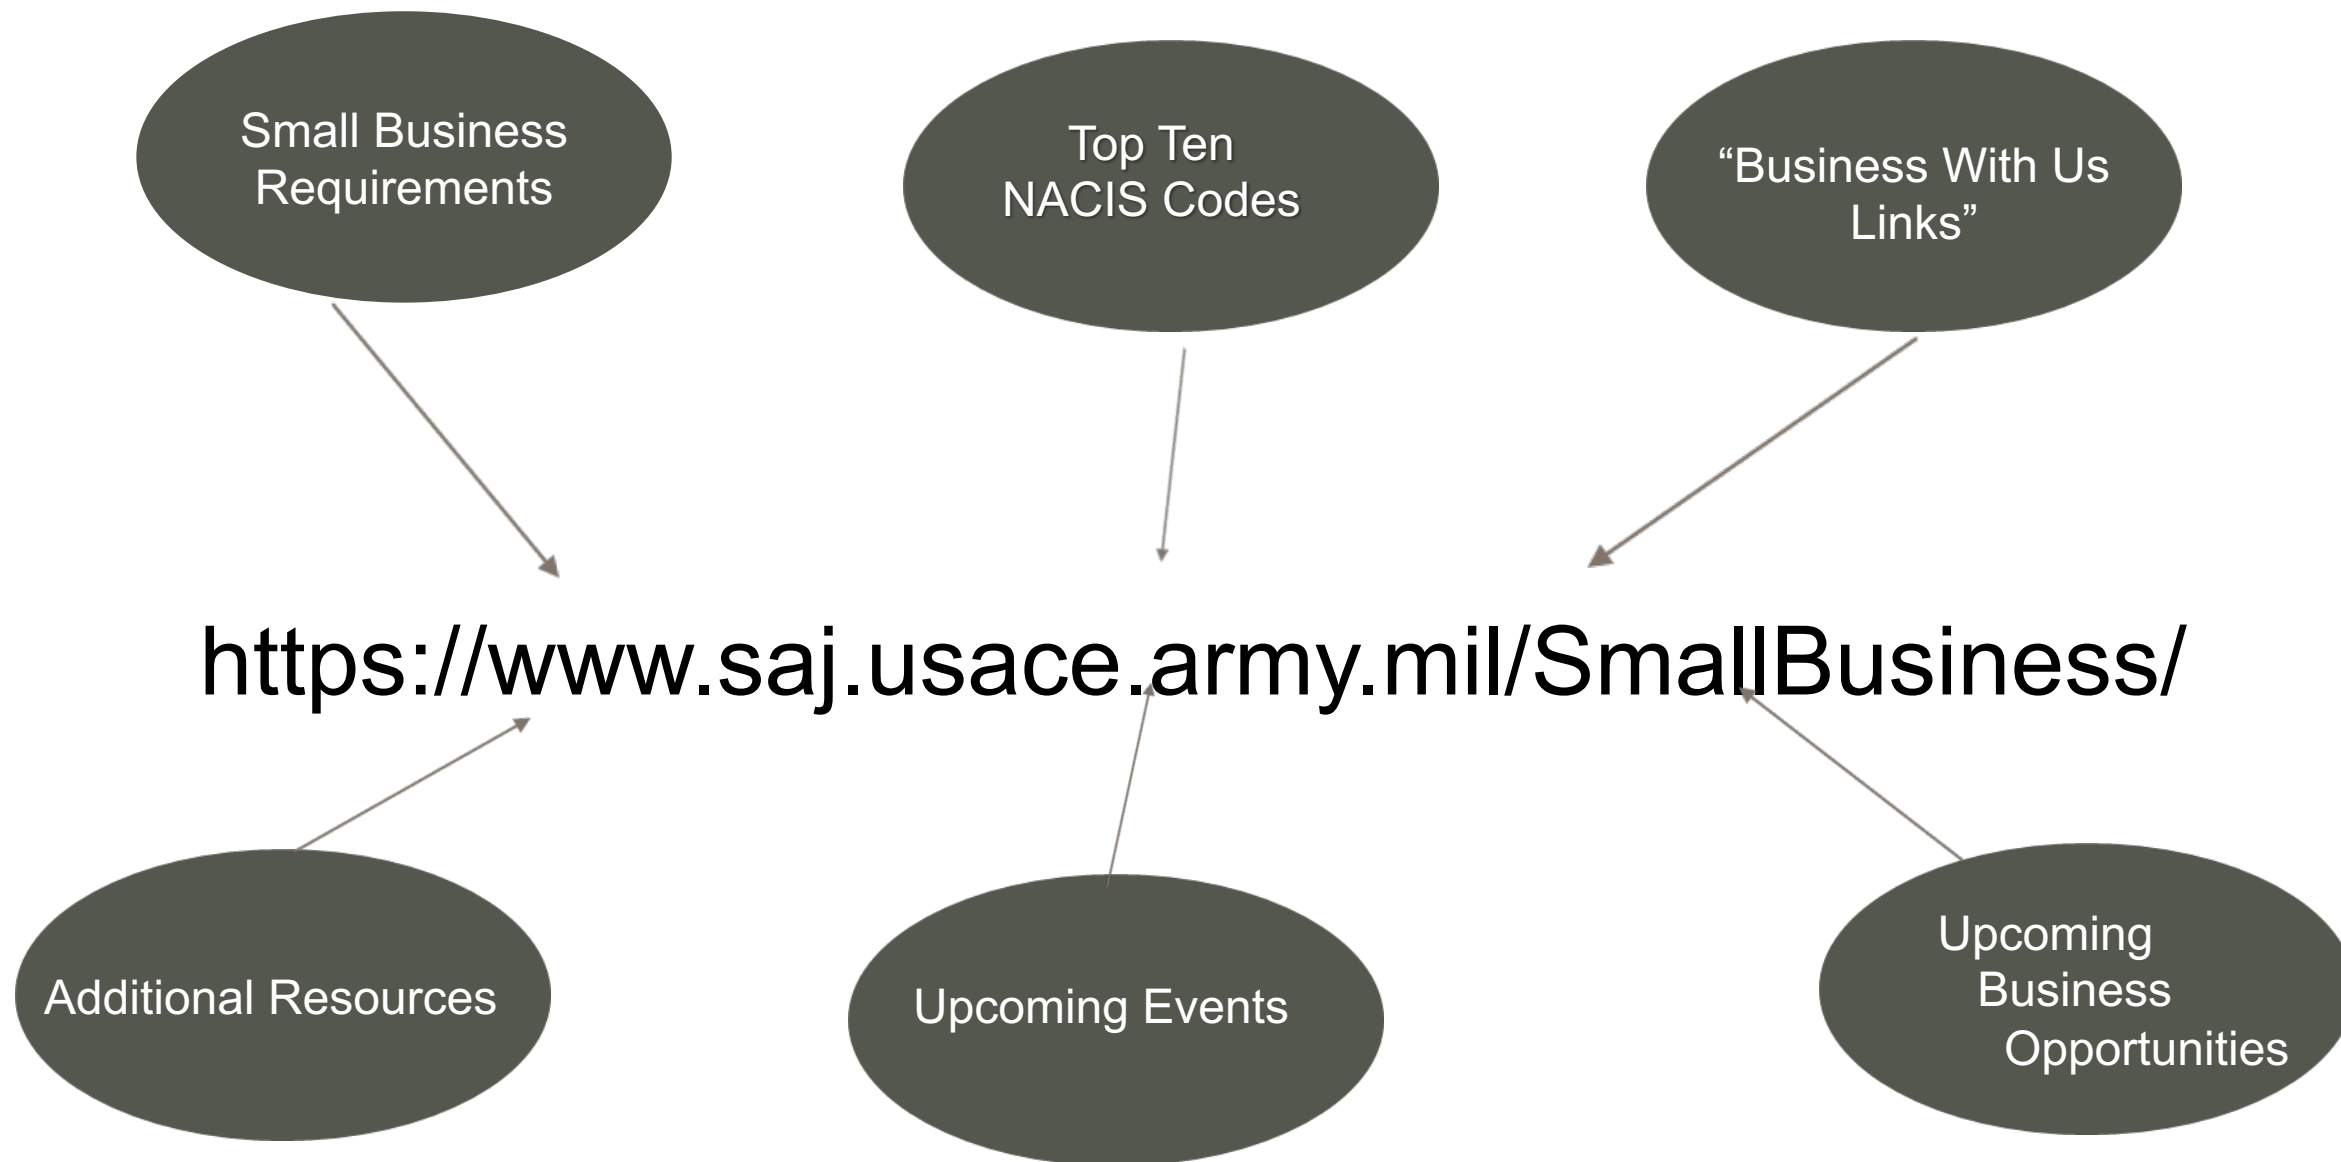 Small Business
Requirements
Top Ten
NACIS Codes
“Business With Us
Links”
https://www.saj.usace.army.mil/SmallBusiness/
Additional Resources
Upcoming Events
Upcoming
Business
Opportunities